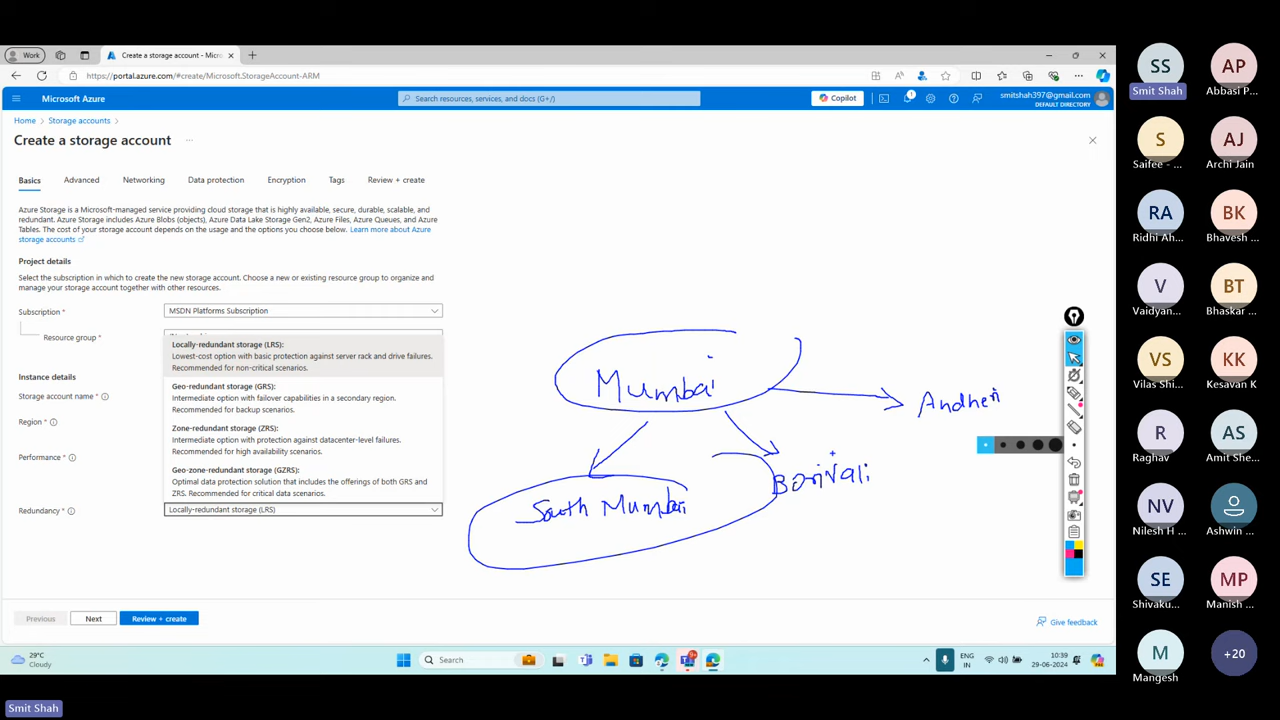 Work
Create a storage account - Micro
https://portal.azure.com/#create/Microsoft.StorageAccount-ARM
Microsoft Azure
Search resources, services, and docs (G+/)
Copilot
1
smitshah397@gmail.com
DEFAULT DIRECTORY
Home > Storage accounts >
Create a storage account
Basics Advanced Networking Data protection Encryption Tags Review + create
Azure Storage is a Microsoft-managed service providing cloud storage that is highly available, secure, durable, scalable, and
redundant. Azure Storage includes Azure Blobs (objects), Azure Data Lake Storage Gen2, Azure Files, Azure Queues, and Azure
Tables. The cost of your storage account depends on the usage and the options you choose below. Learn more about Azure
storage accounts
Project details
Select the subscription in which to create the new storage account. Choose a new or existing resource group to organize and
manage your storage account together with other resources.
Subscription *
MSDN Platforms Subscription
Resource group *
Instance details
Storage account name *
Region *
Performance *
Redundancy *
Locally-redundant storage (LRS):
Lowest-cost option with basic protection against server rack and drive failures.
Recommended for non-critical scenarios.
Geo-redundant storage (GRS):
Intermediate option with failover capabilities in a secondary region.
Recommended for backup scenarios.
Zone-redundant storage (ZRS):
Intermediate option with protection against datacenter-level failures.
Recommended for high availability scenarios.
Geo-zone-redundant storage (GZRS):
Optimal data protection solution that includes the offerings of both GRS
and ZRS. Recommended for critical data scenarios.
Locally-redundant storage (LRS)
Mumbai
Andheri
Borivali
South Mumbai
Previous
Next
Review + create
Give feedback
29°C
Cloudy
Search
ENG
IN
10:39
29-06-2024
SS
Smit Shah
AP
Abbasi P...
S
Saifee - ...
AJ
Archi Jain
RA
Ridhi Ah...
BK
Bhavesh ...
V
Vaidyan...
BT
Bhaskar ...
VS
Vilas Shi...
KK
Kesavan K
R
Raghav
AS
Amit She...
NV
Nilesh H ...
Ashwin ...
SE
Shivaku...
MP
Manish ...
M
Mangesh
+20
Smit Shah